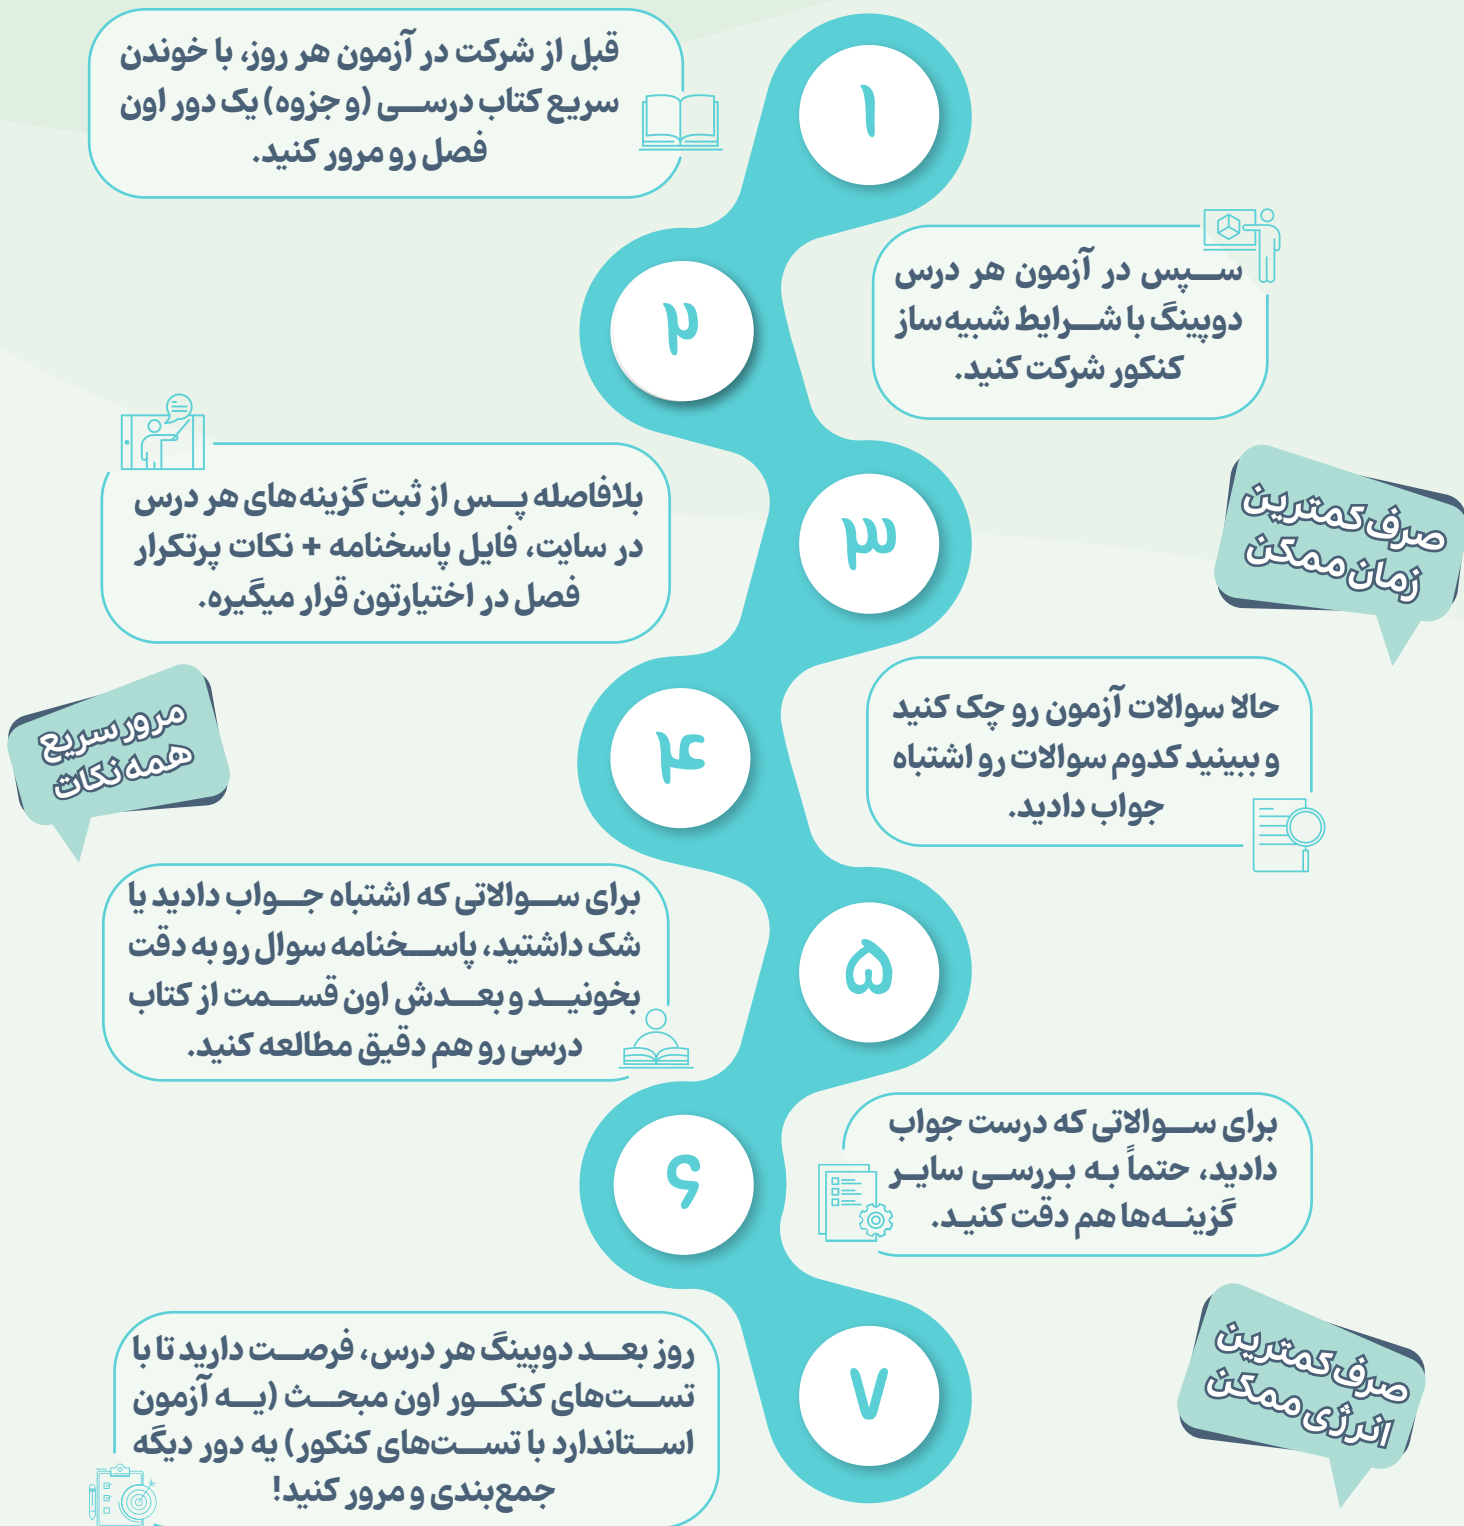 ۱
قبل از شرکت در آزمون هر روز، با خوندن
سریع کتاب درسی (و جزوه) یک دور اون
فصل رو مرور کنید.
۲
سپس در آزمون هر درس
دوپینگ با شرایط شبیه‌ساز
کنکور شرکت کنید.
۳
بلافاصله پس از ثبت گزینه‌های هر درس
در سایت، فایل پاسخنامه + نکات پرتکرار
فصل در اختیارتون قرار میگیره.
صرف کمترین
زمان ممکن
۴
حالا سوالات آزمون رو چک کنید
و ببینید کدوم سوالات رو اشتباه
جواب دادید.
مرور سریع
همه نکات
۵
برای سوالاتی که اشتباه جواب دادید یا
شک داشتید، پاسخنامه سوال رو به دقت
بخونید و بعدش اون قسمت از کتاب
درسی رو هم دقیق مطالعه کنید.
۶
برای سوالاتی که درست جواب
دادید، حتماً به بررسی سایر
گزینه‌ها هم دقت کنید.
۷
روز بعد دوپینگ هر درس، فرصت دارید تا با
تست‌های کنکور اون مبحث (یه آزمون
استاندارد با تست‌های کنکور) یه دور دیگه
جمع‌بندی و مرور کنید!
صرف کمترین
انرژی ممکن